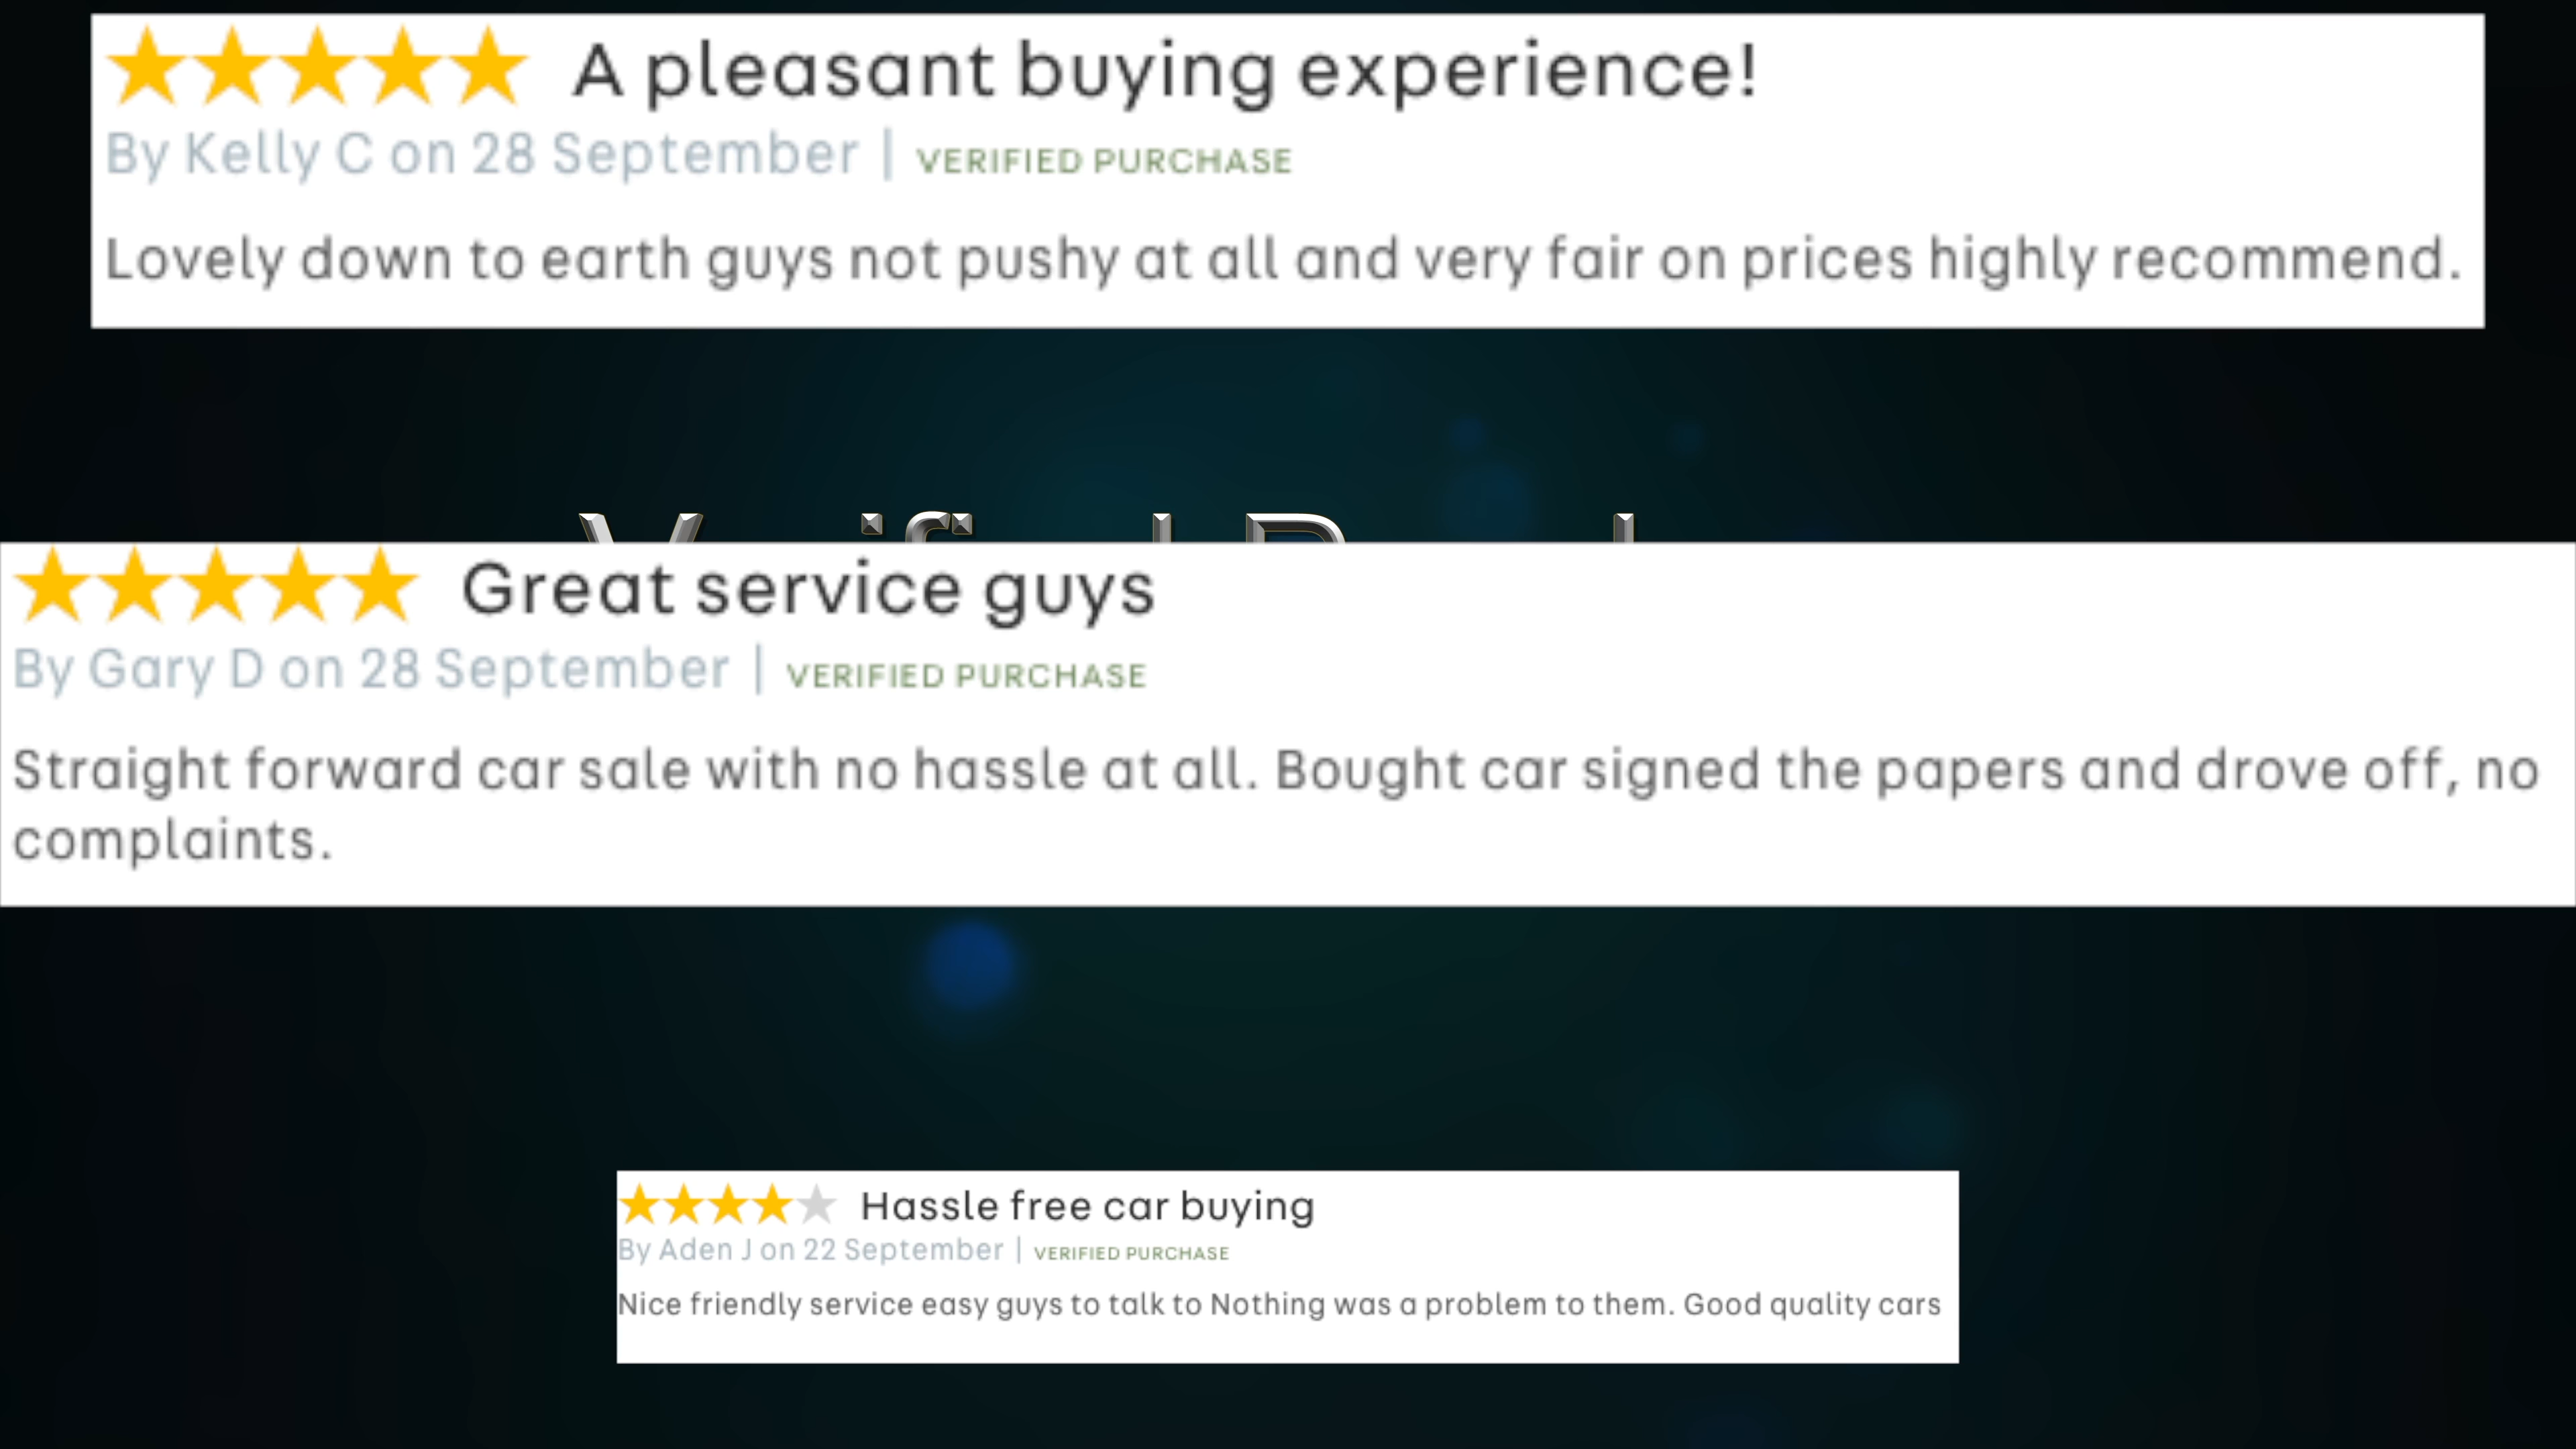 A pleasant buying experience!
By Kelly C on 28 September | VERIFIED PURCHASE
Lovely down to earth guys not pushy at all and very fair on prices highly recommend.
Great service guys
By Gary D on 28 September | VERIFIED PURCHASE
Straight forward car sale with no hassle at all. Bought car signed the papers and drove off, no
complaints.
Hassle free car buying
By Aden J on 22 September | VERIFIED PURCHASE
Nice friendly service easy guys to talk to Nothing was a problem to them. Good quality cars